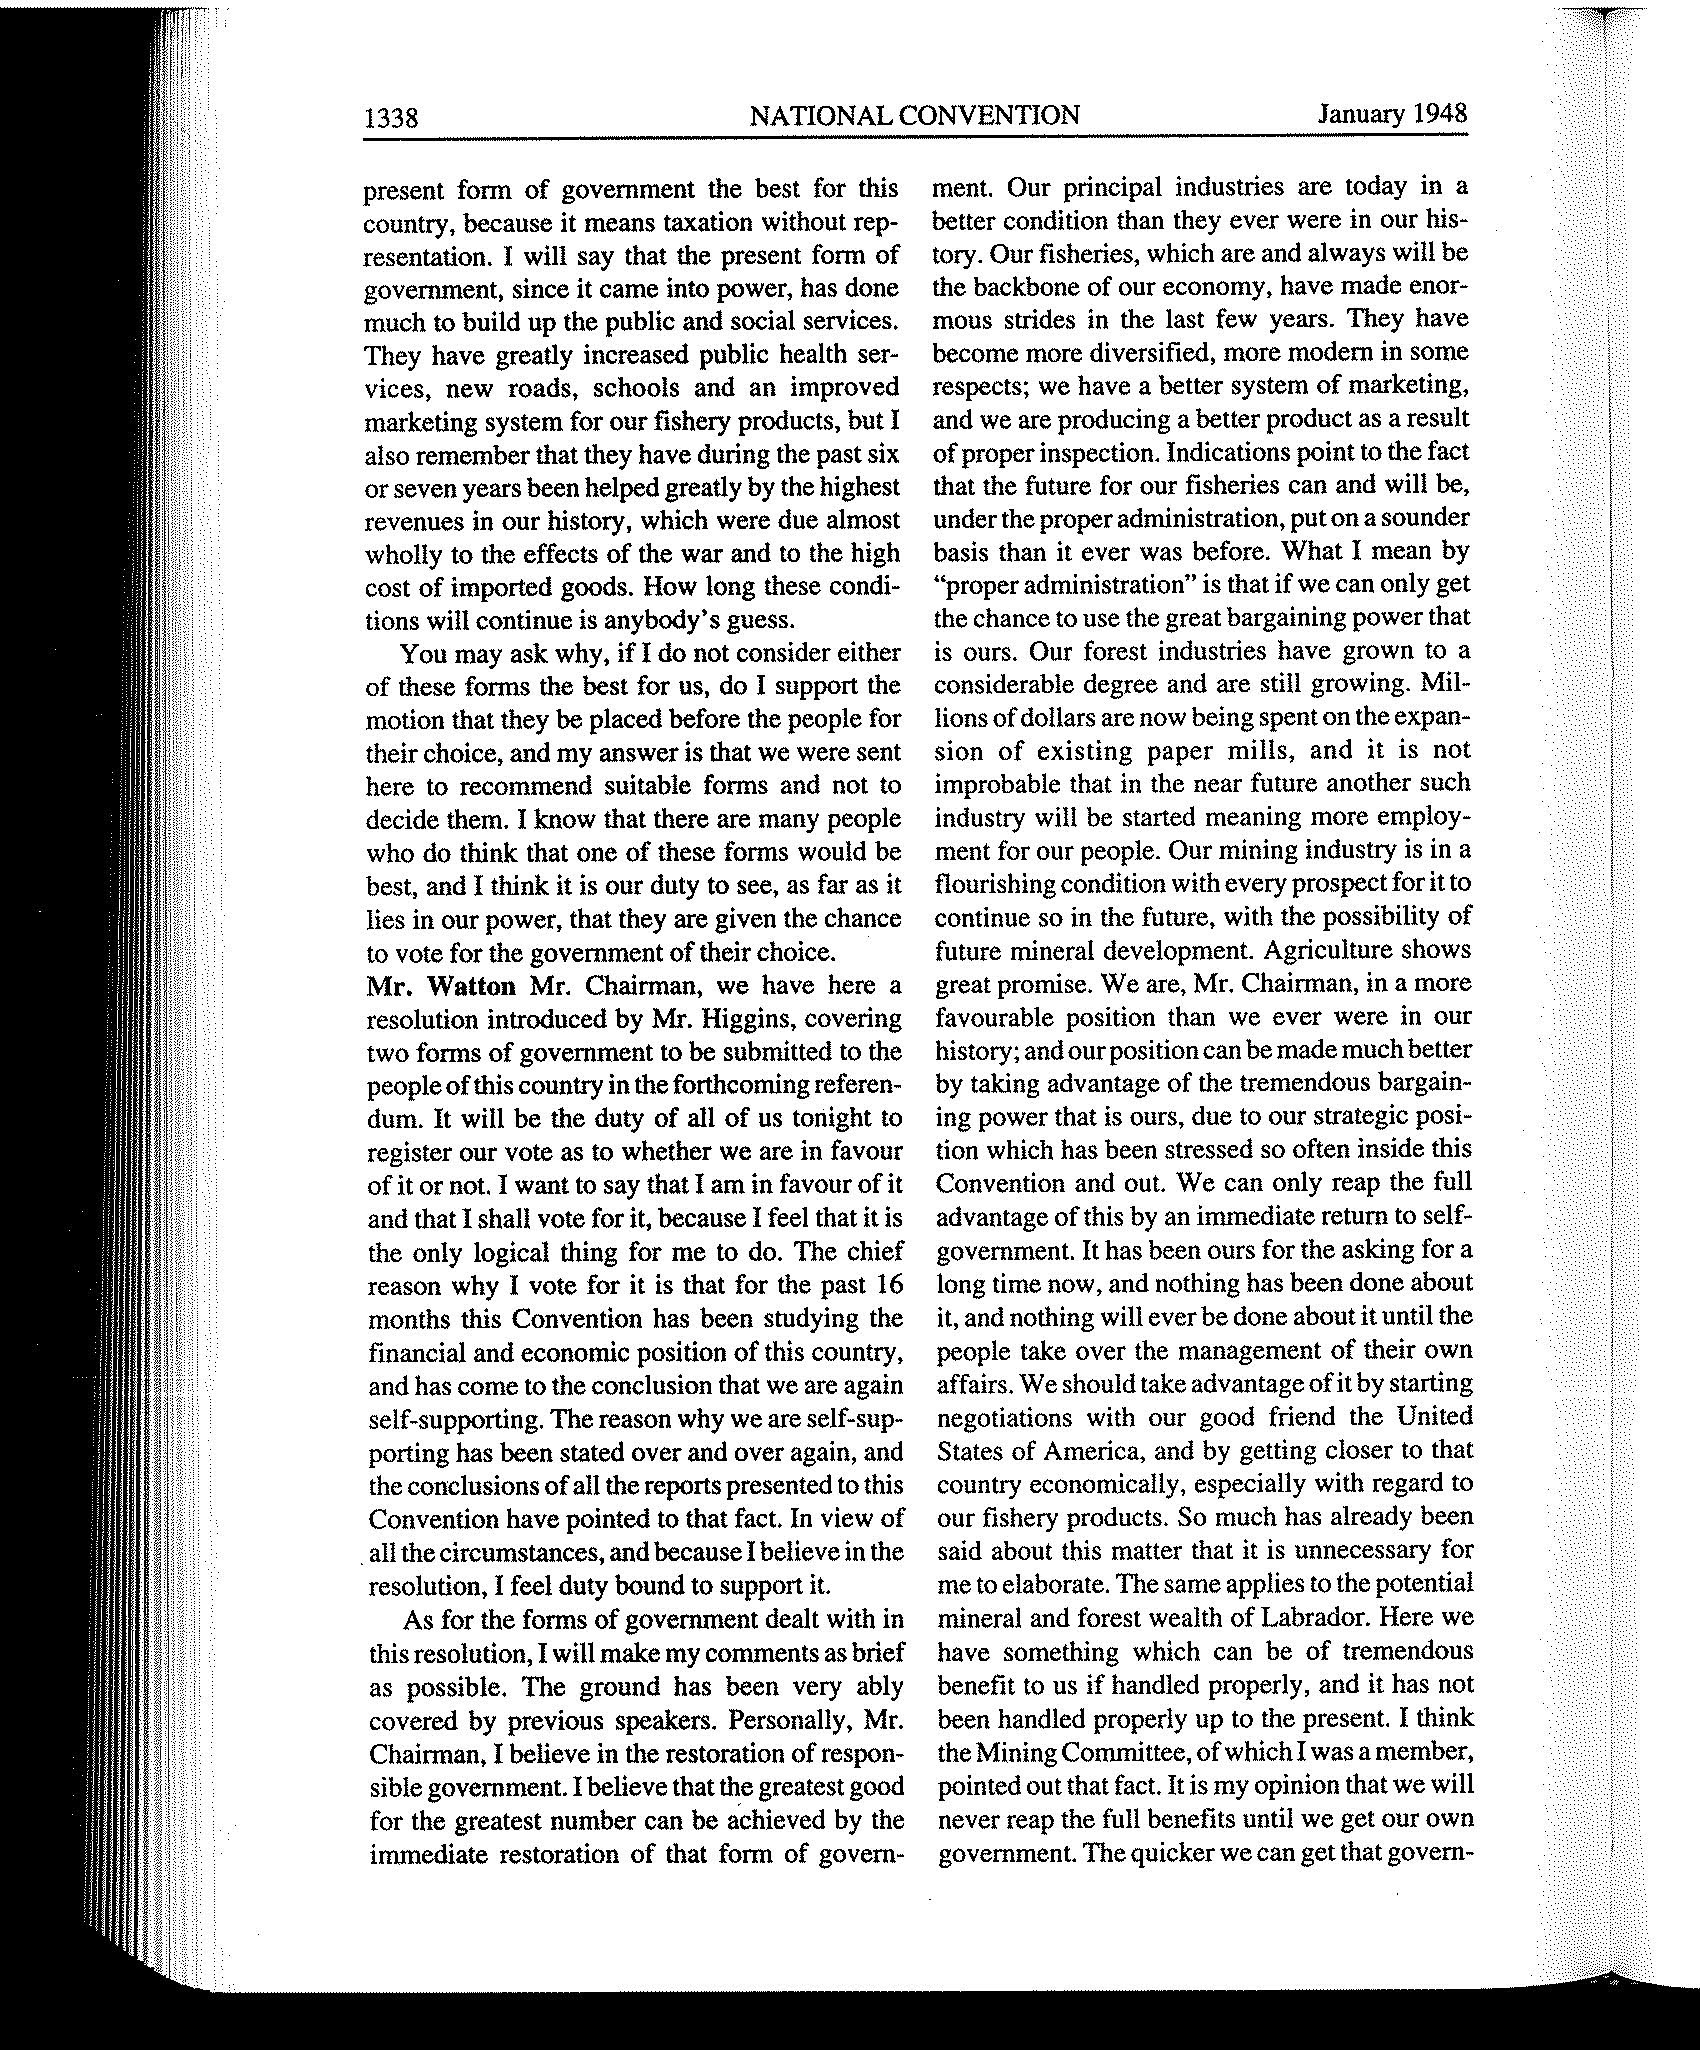 1338 NATIONAL CONVENTION January 1948
present form of government the best for this
country, because it means taxation without rep-
resentation. I will say that the present form of
government, since it came into power, has done
much to build up the public and social services.
They have greatly increased public health ser-
vices, new roads, schools and an improved
marketing system for our fishery products, but I
also remember that they have during the past six
or seven years been helped greatly by the highest
revenues in our history, which were due almost
wholly to the effects of the war and to the high
cost of imported goods. How long these condi-
tions will continue is anybody's guess.
You may ask why, if I do not consider either
of these forms the best for us, do I support the
motion that they be placed before the people for
their choice, and my answer is that we were sent
here to recommend suitable forms and not to
decide them. I know that there are many people
who do think that one of these forms would be
best, and I think it is our duty to see, as far as it
lies in our power, that they are given the chance
to vote for the government of their choice.
Mr. Watton Mr. Chairman, we have here a
resolution introduced by Mr. Higgins, covering
two forms of government to be submitted to the
people of this country in the forthcoming referen-
dum. It will be the duty of all of us tonight to
register our vote as to whether we are in favour
of it or not. I want to say that I am in favour of it
and that I shall vote for it, because I feel that it is
the only logical thing for me to do. The chief
reason why I vote for it is that for the past 16
months this Convention has been studying the
financial and economic position of this country,
and has come to the conclusion that we are again
self-supporting. The reason why we are self-sup-
porting has been stated over and over again, and
the conclusions of all the reports presented to this
Convention have pointed to that fact. In view of
all the circumstances, and because I believe in the
resolution, I feel duty bound to support it.
As for the forms of government dealt with in
this resolution, I will make my comments as brief
as possible. The ground has been very ably
covered by previous speakers. Personally, Mr.
Chairman, I believe in the restoration of respon-
sible government. I believe that the greatest good
for the greatest number can be achieved by the
immediate restoration of that form of govern-
ment. Our principal industries are today in a
better condition than they ever were in our his-
tory. Our fisheries, which are and always will be
the backbone of our economy, have made enor-
mous strides in the last few years. They have
become more diversified, more modern in some
respects; we have a better system of marketing,
and we are producing a better product as a result
of proper inspection. Indications point to the fact
that the future for our fisheries can and will be,
under the proper administration, put on a sounder
basis than it ever was before. What I mean by
“proper administration” is that if we can only get
the chance to use the great bargaining power that
is ours. Our forest industries have grown to a
considerable degree and are still growing. Mil-
lions of dollars are now being spent on the expan-
sion of existing paper mills, and it is not
improbable that in the near future another such
industry will be started meaning more employ-
ment for our people. Our mining industry is in a
flourishing condition with every prospect for it to
continue so in the future, with the possibility of
future mineral development. Agriculture shows
great promise. We are, Mr. Chairman, in a more
favourable position than we ever were in our
history; and our position can be made much better
by taking advantage of the tremendous bargain-
ing power that is ours, due to our strategic posi-
tion which has been stressed so often inside this
Convention and out. We can only reap the full
advantage of this by an immediate return to self-
government. It has been ours for the asking for a
long time now, and nothing has been done about
it, and nothing will ever be done about it until the
people take over the management of their own
affairs. We should take advantage of it by starting
negotiations with our good friend the United
States of America, and by getting closer to that
country economically, especially with regard to
our fishery products. So much has already been
said about this matter that it is unnecessary for
me to elaborate. The same applies to the potential
mineral and forest wealth of Labrador. Here we
have something which can be of tremendous
benefit to us if handled properly, and it has not
been handled properly up to the present. I think
the Mining Committee, of which I was a member,
pointed out that fact. It is my opinion that we will
never reap the full benefits until we get our own
government. The quicker we can get that govern-